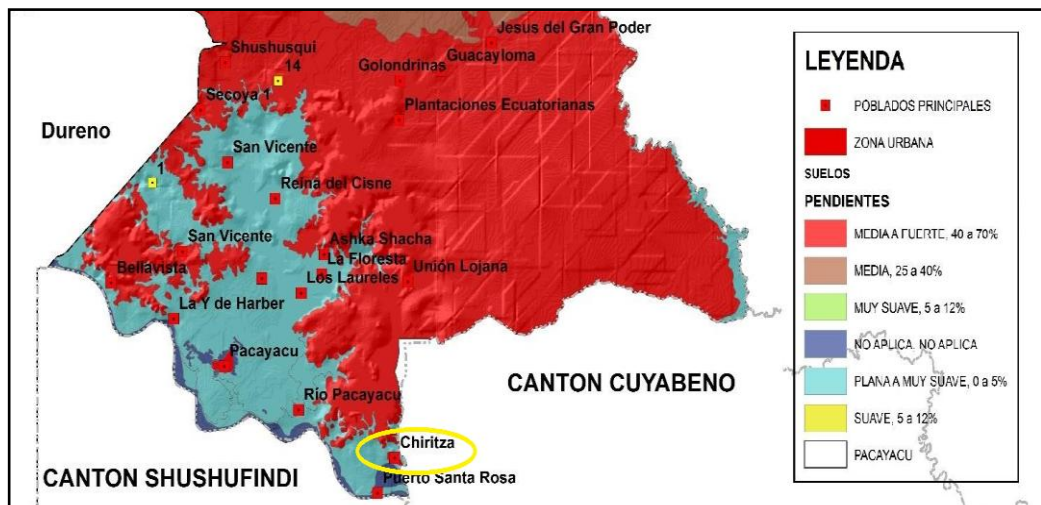 Jesus del Gran Poder
Shushusqui
Guacayloma
14
Golondrinas
Secoya 1
Plantaciones Ecuatorianas
Dureno
San Vicente
1
Reina del Cisne
San Vicente
Ashka Shacha
La Floresta
Bellavista
Unión Lojana
Los Laureles
La Y de Harber
Pacayacu
CANTON CUYABENO
Rio Pacayacu
Chiritza
CANTON SHUSHUFINDI
Puerto Santa Rosa
LEYENDA
POBLADOS PRINCIPALES
ZONA URBANA
SUELOS
PENDIENTES
MEDIA A FUERTE, 40 a 70%
MEDIA, 25 a 40%
MUY SUAVE, 5 a 12%
NO APLICA, NO APLICA
PLANA A MUY SUAVE, 0 a 5%
SUAVE, 5 a 12%
PACAYACU